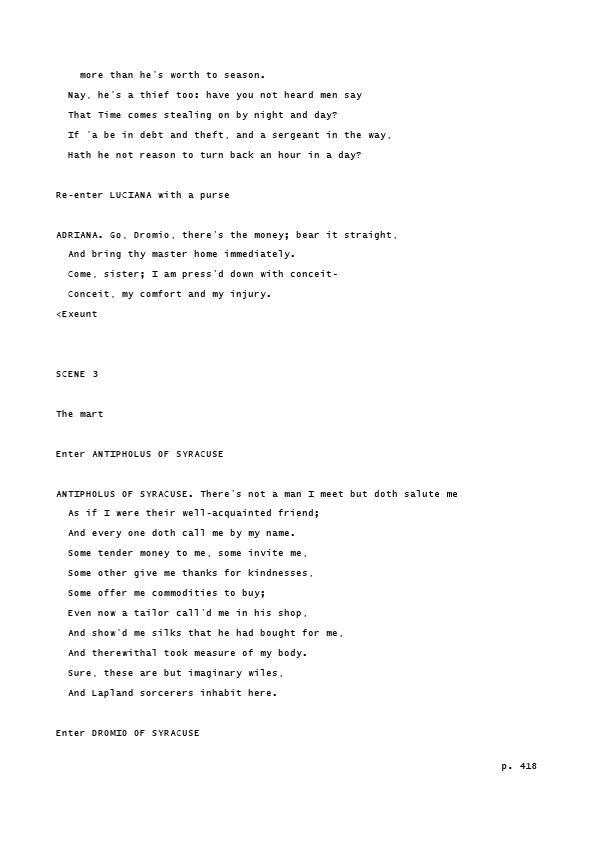 more than he's worth to season.
Nay, he's a thief too: have you not heard men say
That Time comes stealing on by night and day?
If 'a be in debt and theft, and a sergeant in the way,
Hath he not reason to turn back an hour in a day?
Re-enter LUCIANA with a purse
ADRIANA. Go, Dromio, there's the money; bear it straight,
And bring thy master home immediately.
Come, sister; I am press'd down with conceit-
Conceit, my comfort and my injury.
<Exeunt
SCENE 3
The mart
Enter ANTIPHOLUS OF SYRACUSE
ANTIPHOLUS OF SYRACUSE. There's not a man I meet but doth salute me
As if I were their well-acquainted friend;
And every one doth call me by my name.
Some tender money to me, some invite me,
Some other give me thanks for kindnesses,
Some offer me commodities to buy;
Even now a tailor call'd me in his shop,
And show'd me silks that he had bought for me,
And therewithal took measure of my body.
Sure, these are but imaginary wiles,
And Lapland sorcerers inhabit here.
Enter DROMIO OF SYRACUSE
p. 418